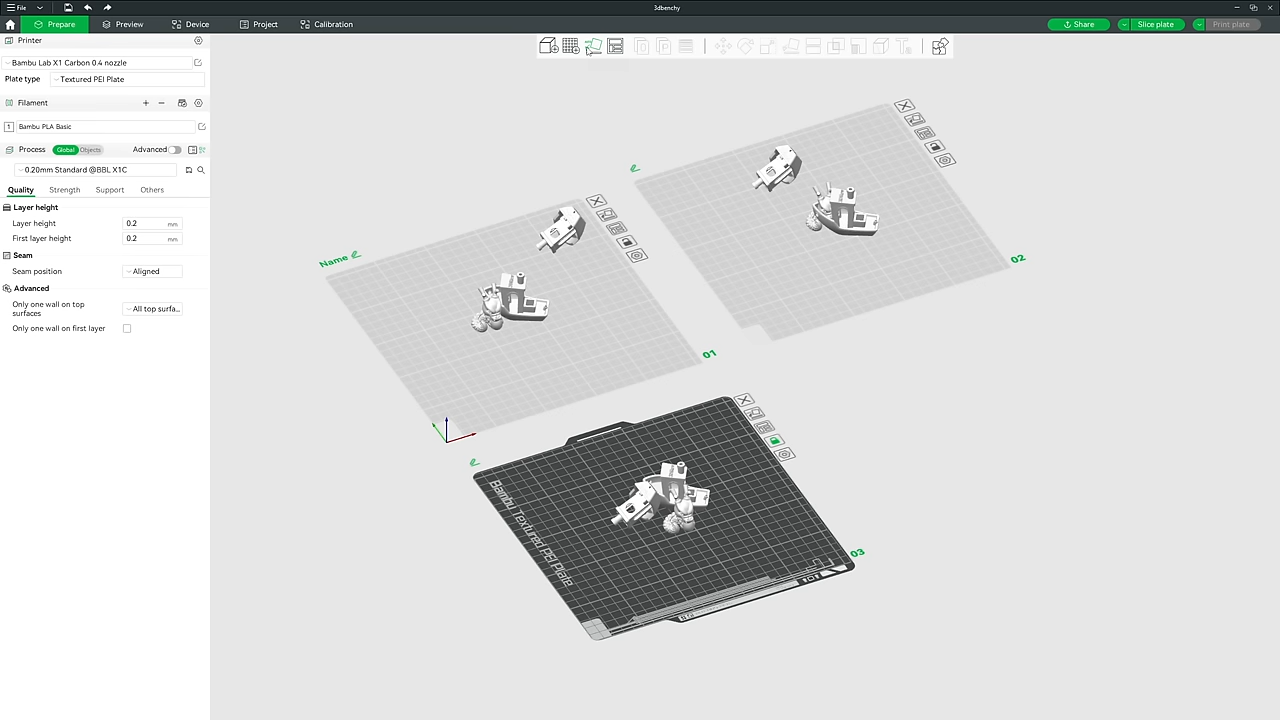 File
3dbenchy
Prepare
Preview
Device
Project
Calibration
Share
Slice plate
Print plate
Printer
Bambu Lab X1 Carbon 0.4 nozzle
Plate type
Textured PEI Plate
Filament
1
Bambu PLA Basic
Process
Global
Objects
Advanced
0.20mm Standard @BBL X1C
Quality
Strength
Support
Others
Layer height
Layer height
0.2
mm
First layer height
0.2
mm
Seam
Seam position
Aligned
Advanced
Only one wall on top
surfaces
All top surfa...
Only one wall on first layer
Name
01
02
03
Bambu Textured PEI Plate